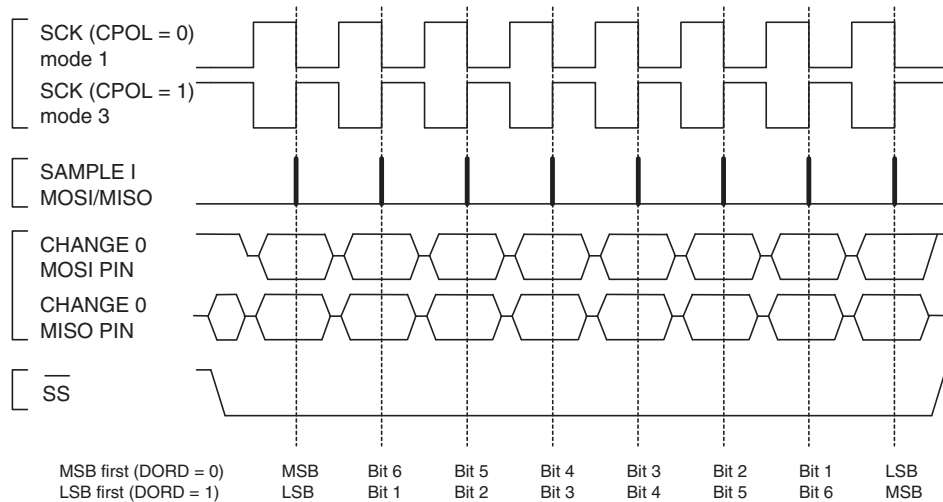 SCK (CPOL = 0)
mode 1
SCK (CPOL = 1)
mode 3
SAMPLE I
MOSI/MISO
CHANGE 0
MOSI PIN
CHANGE 0
MISO PIN
SS
MSB first (DORD = 0) MSB Bit 6 Bit 5 Bit 4 Bit 3 Bit 2 Bit 1 LSB
LSB first (DORD = 1) LSB Bit 1 Bit 2 Bit 3 Bit 4 Bit 5 Bit 6 MSB